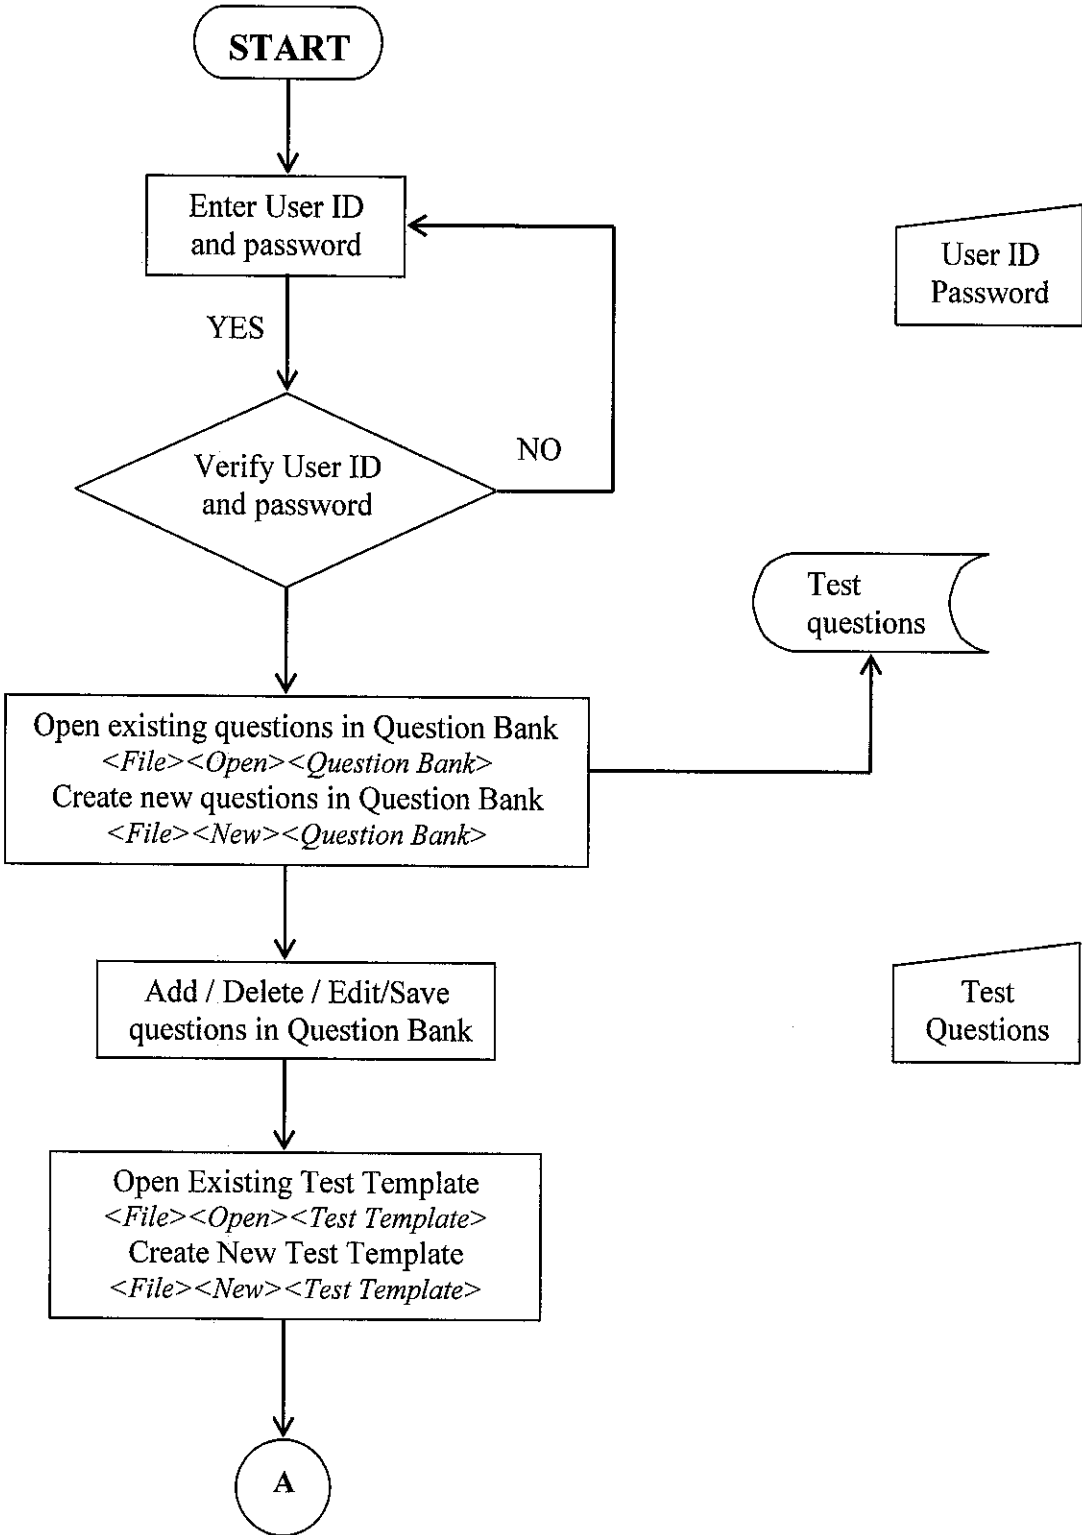 START
Enter User ID
and password
User ID
Password
YES
Verify User ID
and password
NO
Test
questions
Open existing questions in Question Bank
<File><Open><Question Bank>
Create new questions in Question Bank
<File><New><Question Bank>
Add / Delete / Edit/Save
questions in Question Bank
Test
Questions
Open Existing Test Template
<File><Open><Test Template>
Create New Test Template
<File><New><Test Template>
A